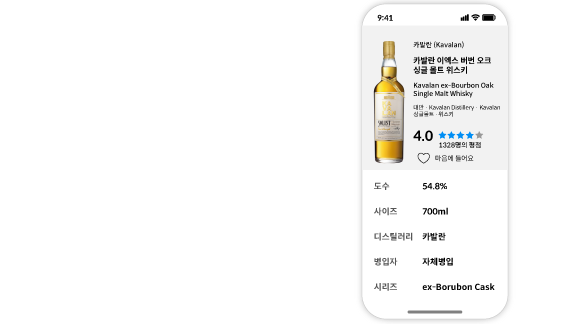 9:41
카발란 (Kavalan)
카발란 이엑스 버번 오크
싱글 몰트 위스키
Kavalan ex-Bourbon Oak
Single Malt Whisky
대만 · Kavalan Distillery · Kavalan
싱글몰트 · 위스키
4.0
1328명의 평점
마음에 들어요
도수 54.8%
사이즈 700ml
디스틸러리 카발란
병입자 자체병입
시리즈 ex-Borubon Cask